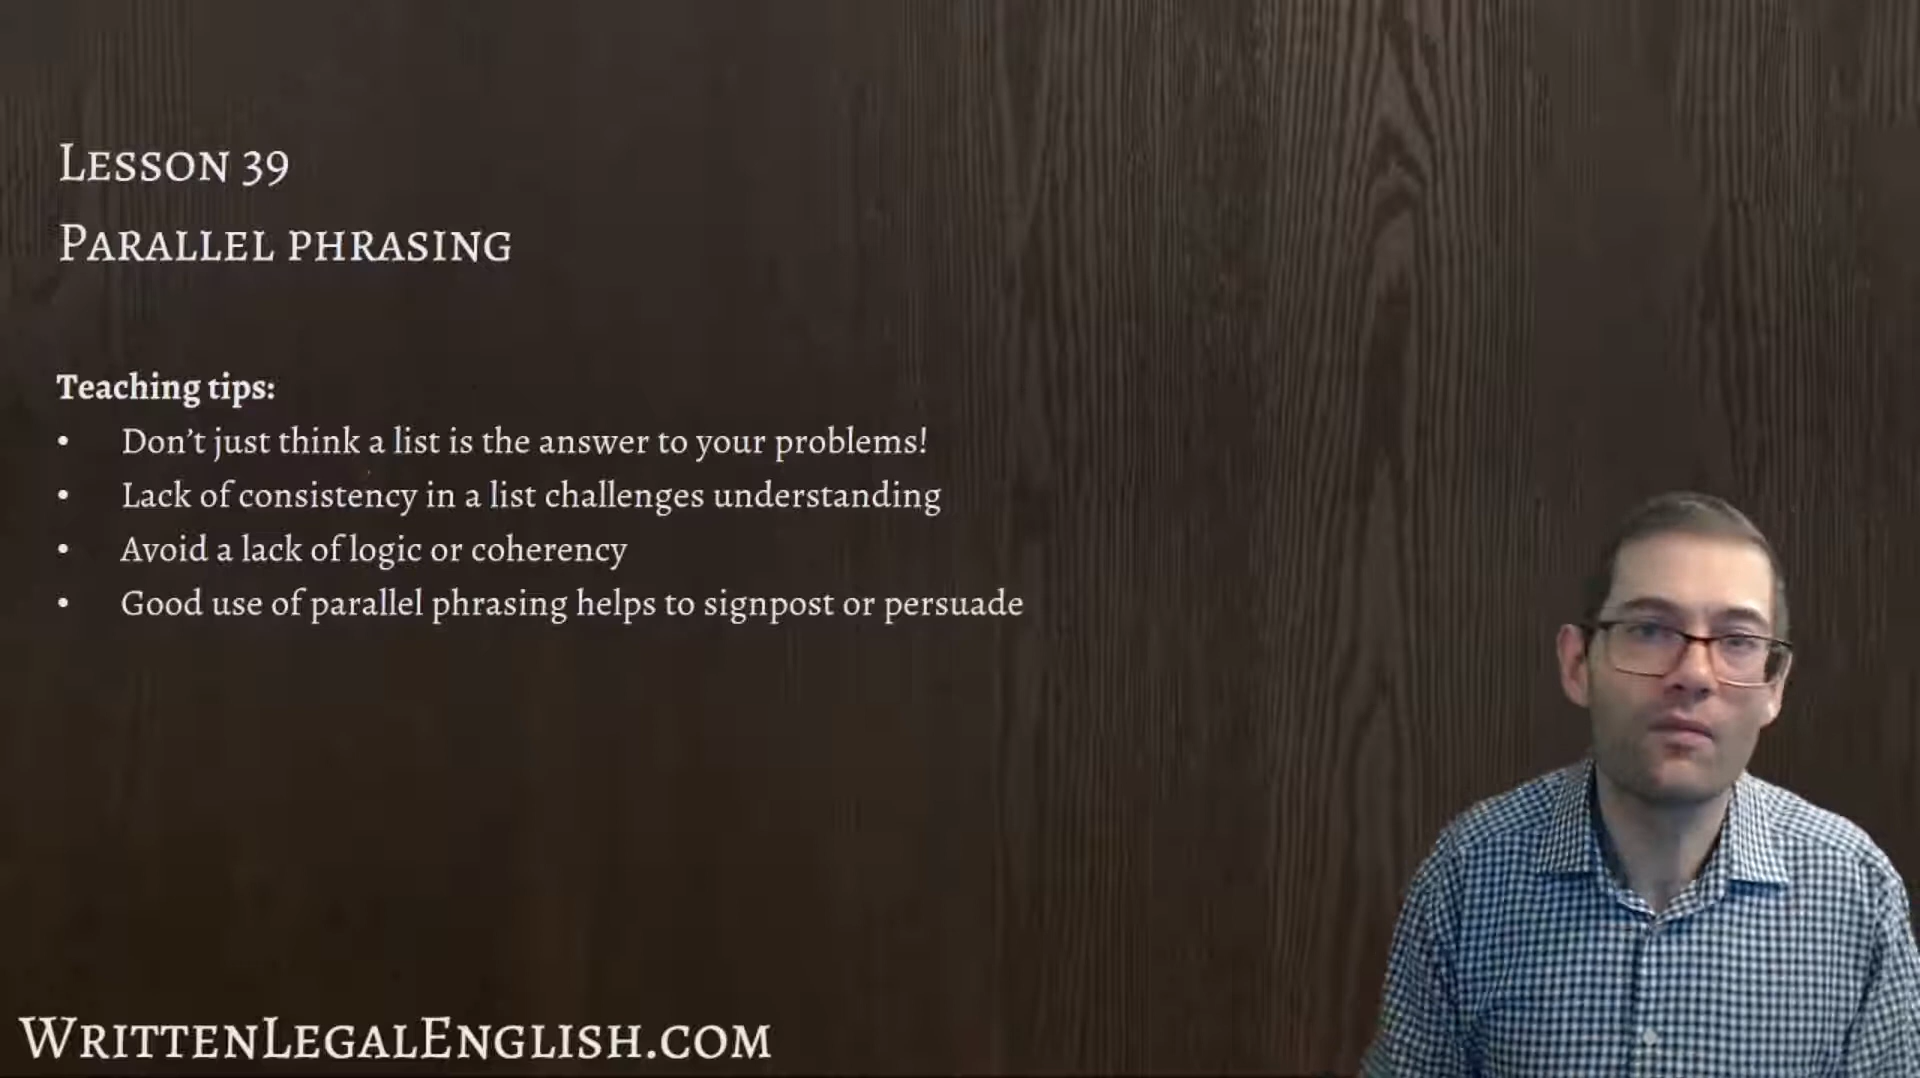 Lesson 39
Parallel phrasing
Teaching tips:
• Don’t just think a list is the answer to your problems!
• Lack of consistency in a list challenges understanding
• Avoid a lack of logic or coherency
• Good use of parallel phrasing helps to signpost or persuade
WrittenLegalEnglish.com